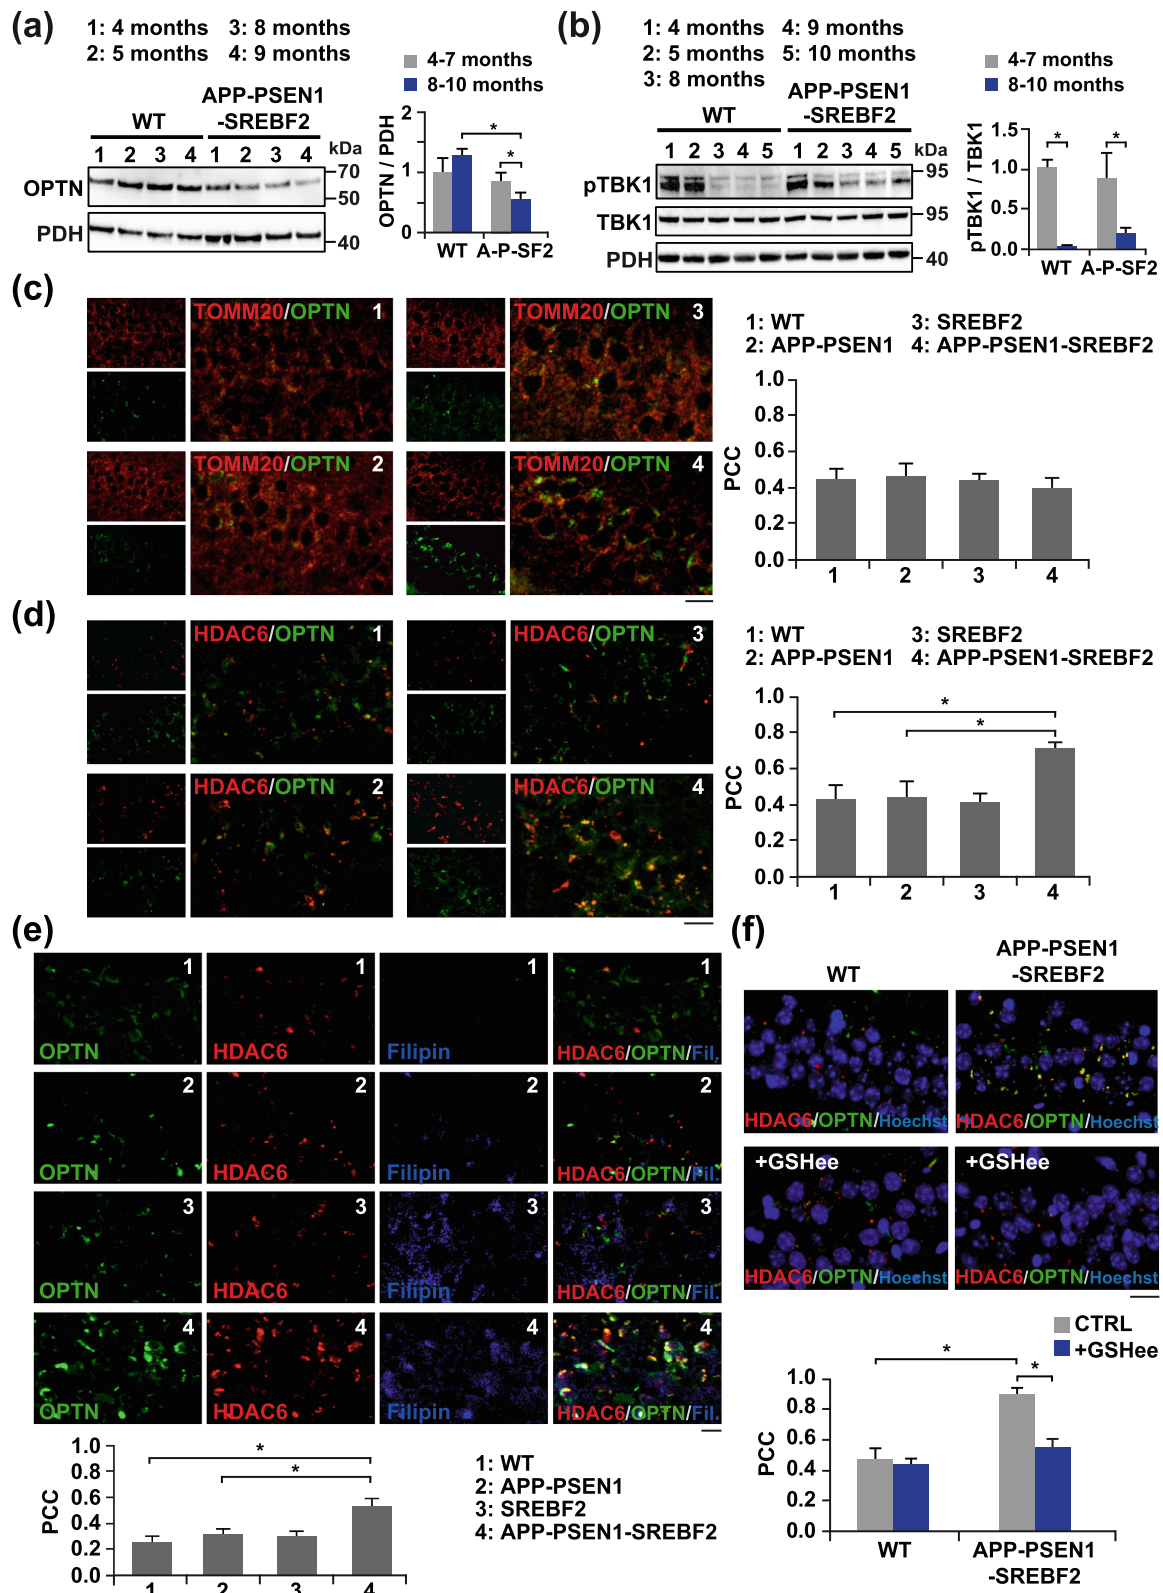 (a)
1: 4 months 3: 8 months
2: 5 months 4: 9 months
4-7 months
8-10 months
WT
APP-PSEN1
-SREBF2
1 2 3 4 1 2 3 4
kDa
OPTN
70
50
PDH
40
OPTN / PDH
2
1
0
*
*
WT A-P-SF2
(b)
1: 4 months 4: 9 months
2: 5 months 5: 10 months
3: 8 months
4-7 months
8-10 months
WT
APP-PSEN1
-SREBF2
1 2 3 4 5 1 2 3 4 5
kDa
pTBK1
95
TBK1
95
PDH
40
pTBK1 / TBK1
1.5
1.0
0.5
0.0
* *
WT A-P-SF2
(c)
TOMM20/OPTN 1
TOMM20/OPTN 3
TOMM20/OPTN 2
TOMM20/OPTN 4
1: WT 3: SREBF2
2: APP-PSEN1 4: APP-PSEN1-SREBF2
PCC
1.0
0.8
0.6
0.4
0.2
0.0
1 2 3 4
(d)
HDAC6/OPTN 1
HDAC6/OPTN 3
HDAC6/OPTN 2
HDAC6/OPTN 4
1: WT 3: SREBF2
2: APP-PSEN1 4: APP-PSEN1-SREBF2
PCC
1.0
0.8
0.6
0.4
0.2
0.0
*
*
1 2 3 4
(e)
1 1 1 1
OPTN HDAC6 Filipin HDAC6/OPTN/Fil.
2 2 2 2
OPTN HDAC6 Filipin HDAC6/OPTN/Fil.
3 3 3 3
OPTN HDAC6 Filipin HDAC6/OPTN/Fil.
4 4 4 4
OPTN HDAC6 Filipin HDAC6/OPTN/Fil.
PCC
1.0
0.8
0.6
0.4
0.2
0.0
*
*
1 2 3 4
1: WT
2: APP-PSEN1
3: SREBF2
4: APP-PSEN1-SREBF2
(f)
WT
APP-PSEN1
-SREBF2
HDAC6/OPTN/Hoechst HDAC6/OPTN/Hoechst
+GSHee +GSHee
HDAC6/OPTN/Hoechst HDAC6/OPTN/Hoechst
CTRL
+GSHee
PCC
1.0
0.8
0.6
0.4
0.2
0.0
*
*
WT
APP-PSEN1
-SREBF2